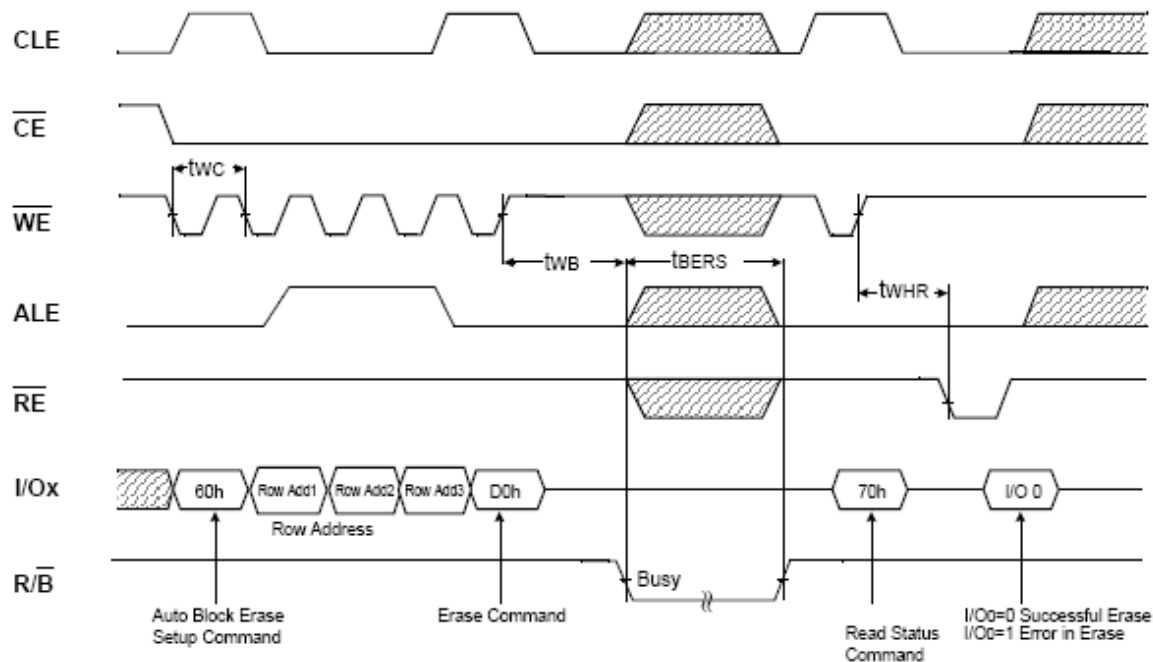 CLE
CE
tWC
WE
tWB
tBERS
tWHR
ALE
RE
I/Ox
60h
Row Add1
Row Add2
Row Add3
D0h
70h
I/O 0
Row Address
R/B
Busy
Auto Block Erase
Setup Command
Erase Command
Read Status
Command
I/O0=0 Successful Erase
I/O0=1 Error in Erase